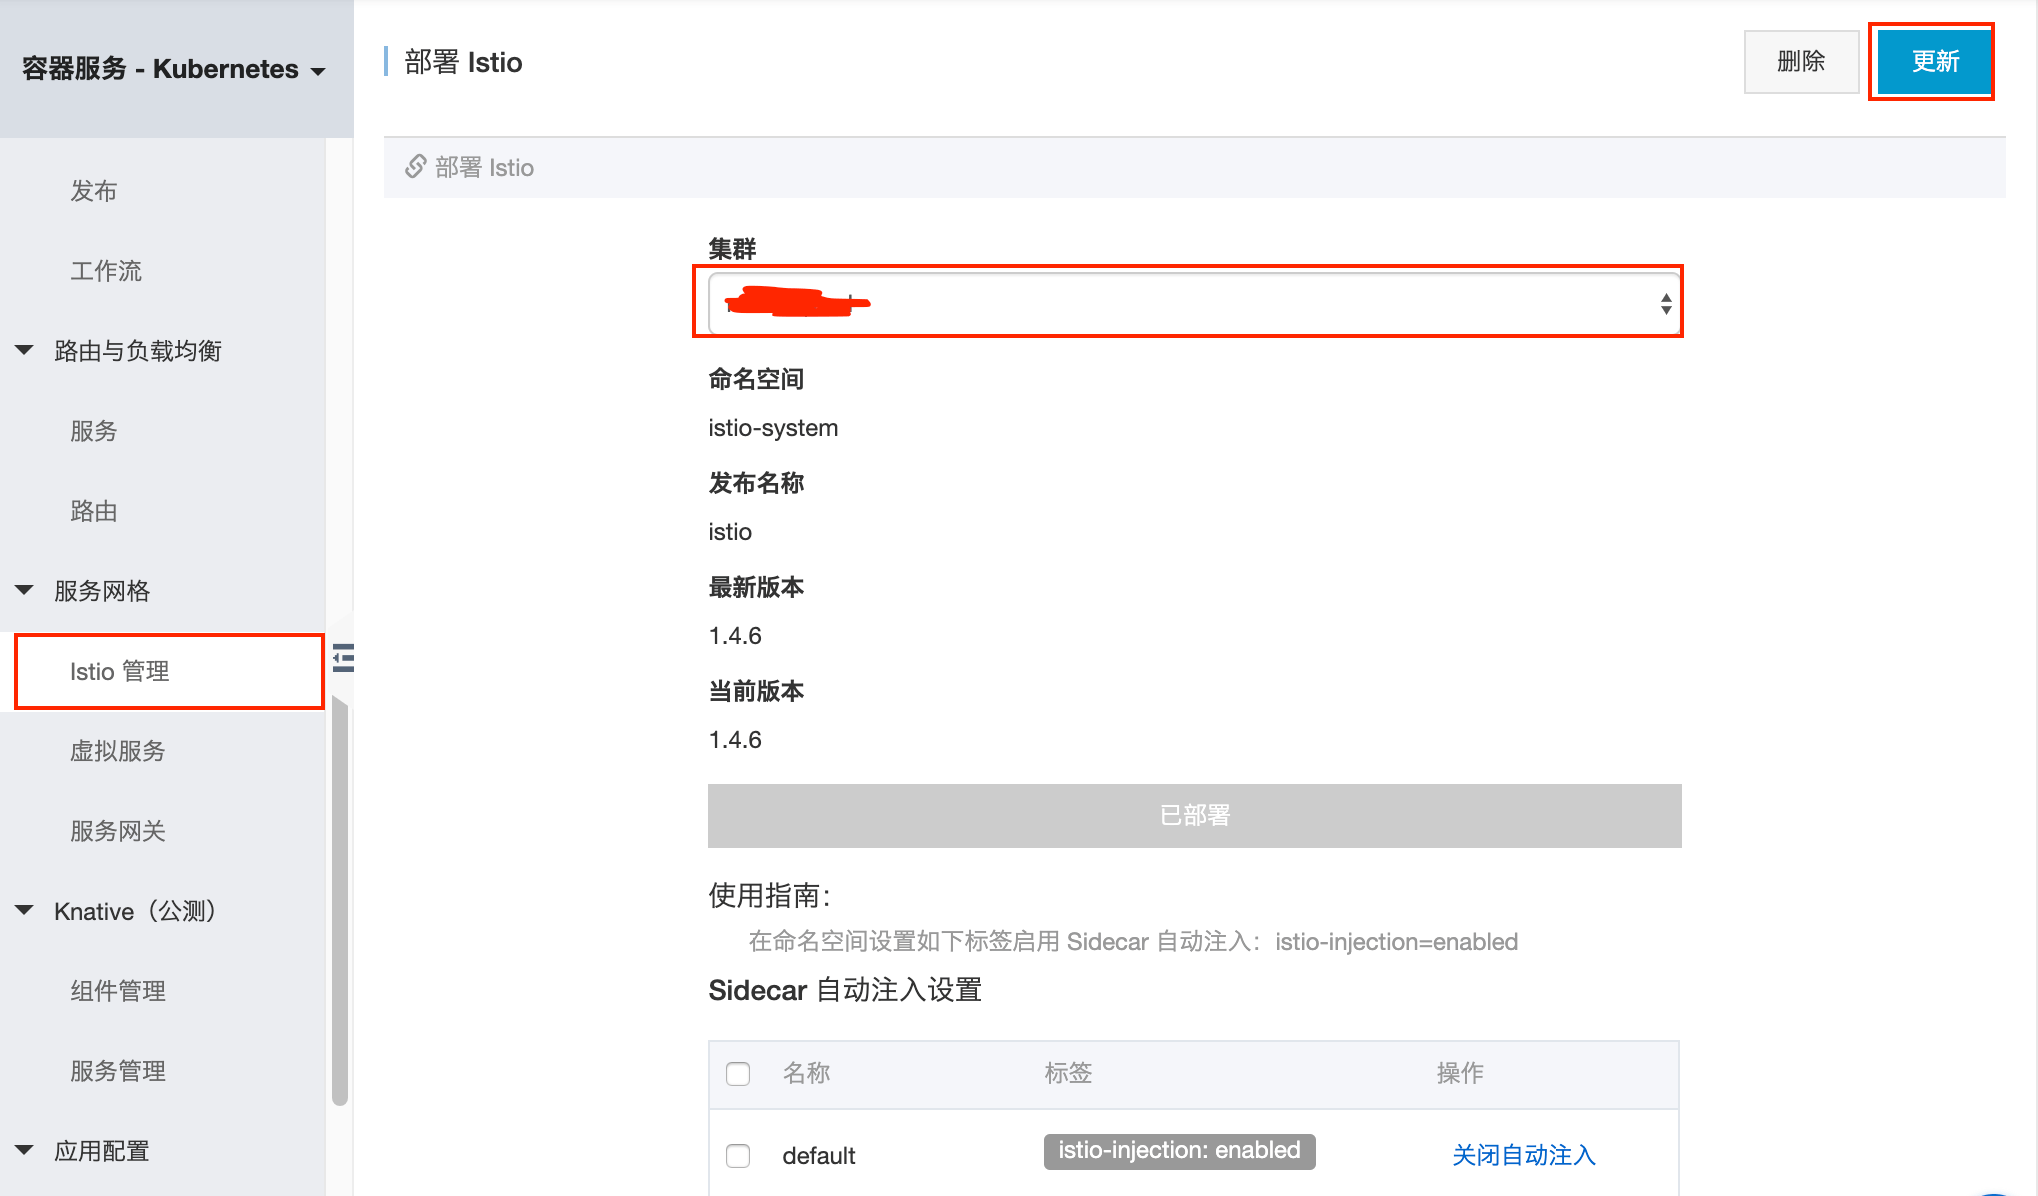 容器服务 - Kubernetes
发布
工作流
路由与负载均衡
服务
路由
服务网格
Istio 管理
虚拟服务
服务网关
Knative（公测）
组件管理
服务管理
应用配置
部署 Istio
删除
更新
部署 Istio
集群
命名空间
istio-system
发布名称
istio
最新版本
1.4.6
当前版本
1.4.6
已部署
使用指南：
在命名空间设置如下标签启用 Sidecar 自动注入：istio-injection=enabled
Sidecar 自动注入设置
名称 标签 操作
default istio-injection: enabled 关闭自动注入